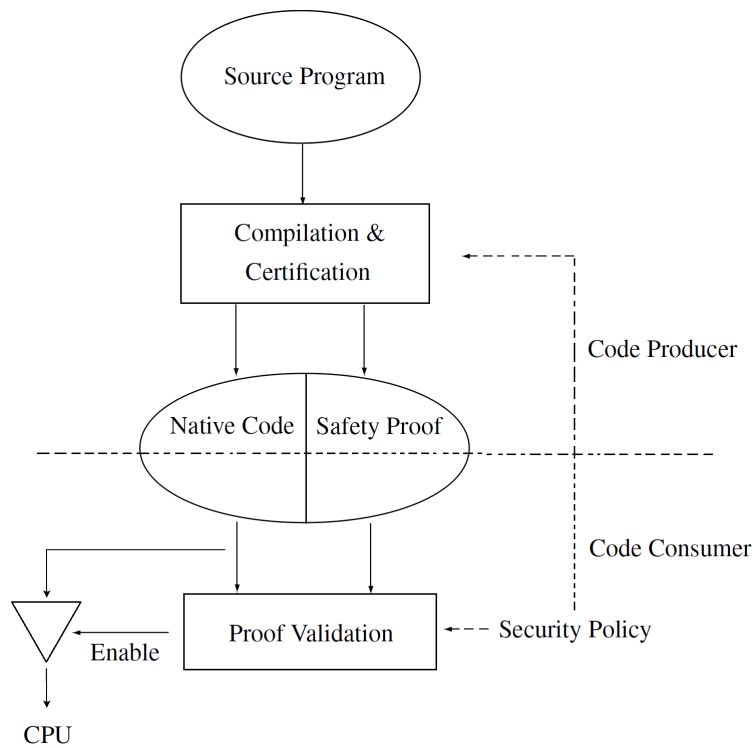 Source Program
Compilation &
Certification
Code Producer
Native Code
Safety Proof
Code Consumer
Proof Validation
Security Policy
Enable
CPU